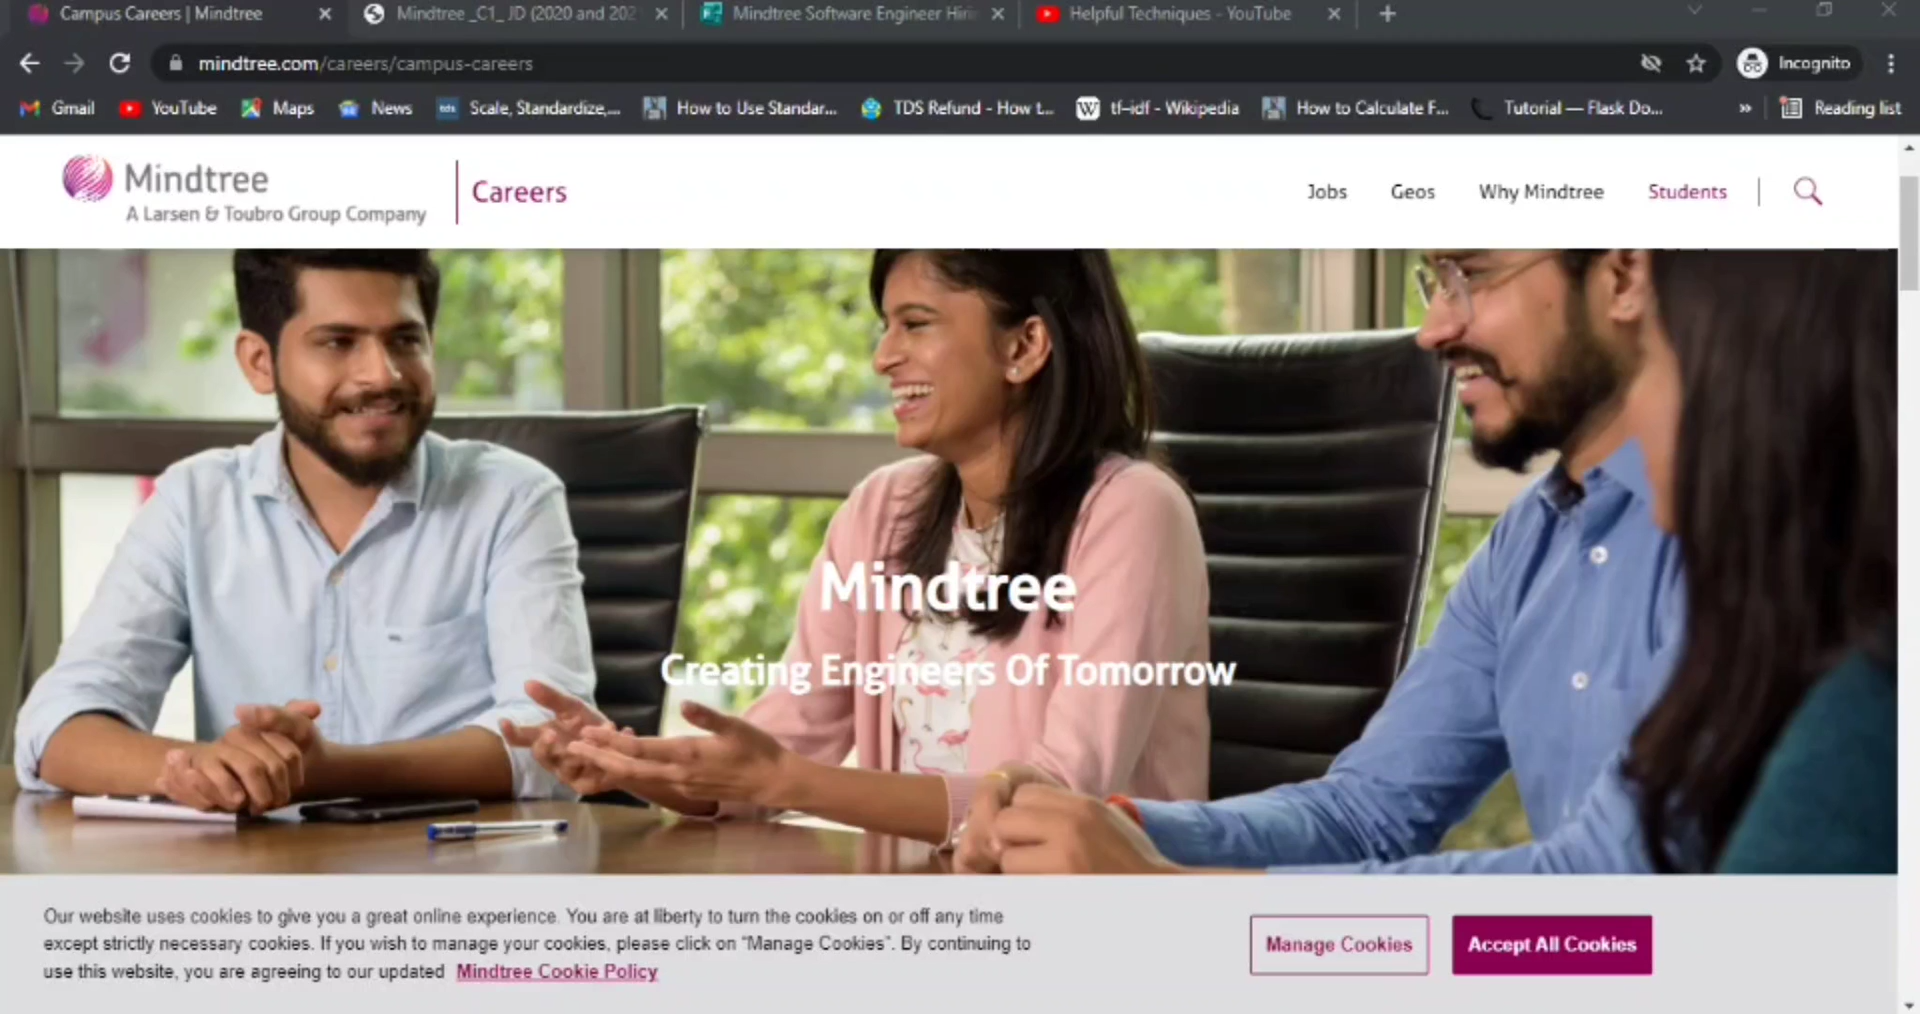 Campus Careers | Mindtree
Mindtree _C1_ JD (2020 and 202
Mindtree Software Engineer Hiri
Helpful Techniques - YouTube
mindtree.com/careers/campus-careers
Incognito
Gmail
YouTube
Maps
News
tds
Scale, Standardize,...
How to Use Standar...
TDS Refund - How t...
W
tf-idf - Wikipedia
How to Calculate F...
Tutorial — Flask Do...
»
Reading list
Mindtree
A Larsen & Toubro Group Company
Careers
Jobs
Geos
Why Mindtree
Students
Mindtree
Creating Engineers Of Tomorrow
Our website uses cookies to give you a great online experience. You are at liberty to turn the cookies on or off any time
except strictly necessary cookies. If you wish to manage your cookies, please click on "Manage Cookies". By continuing to
use this website, you are agreeing to our updated Mindtree Cookie Policy
Manage Cookies
Accept All Cookies